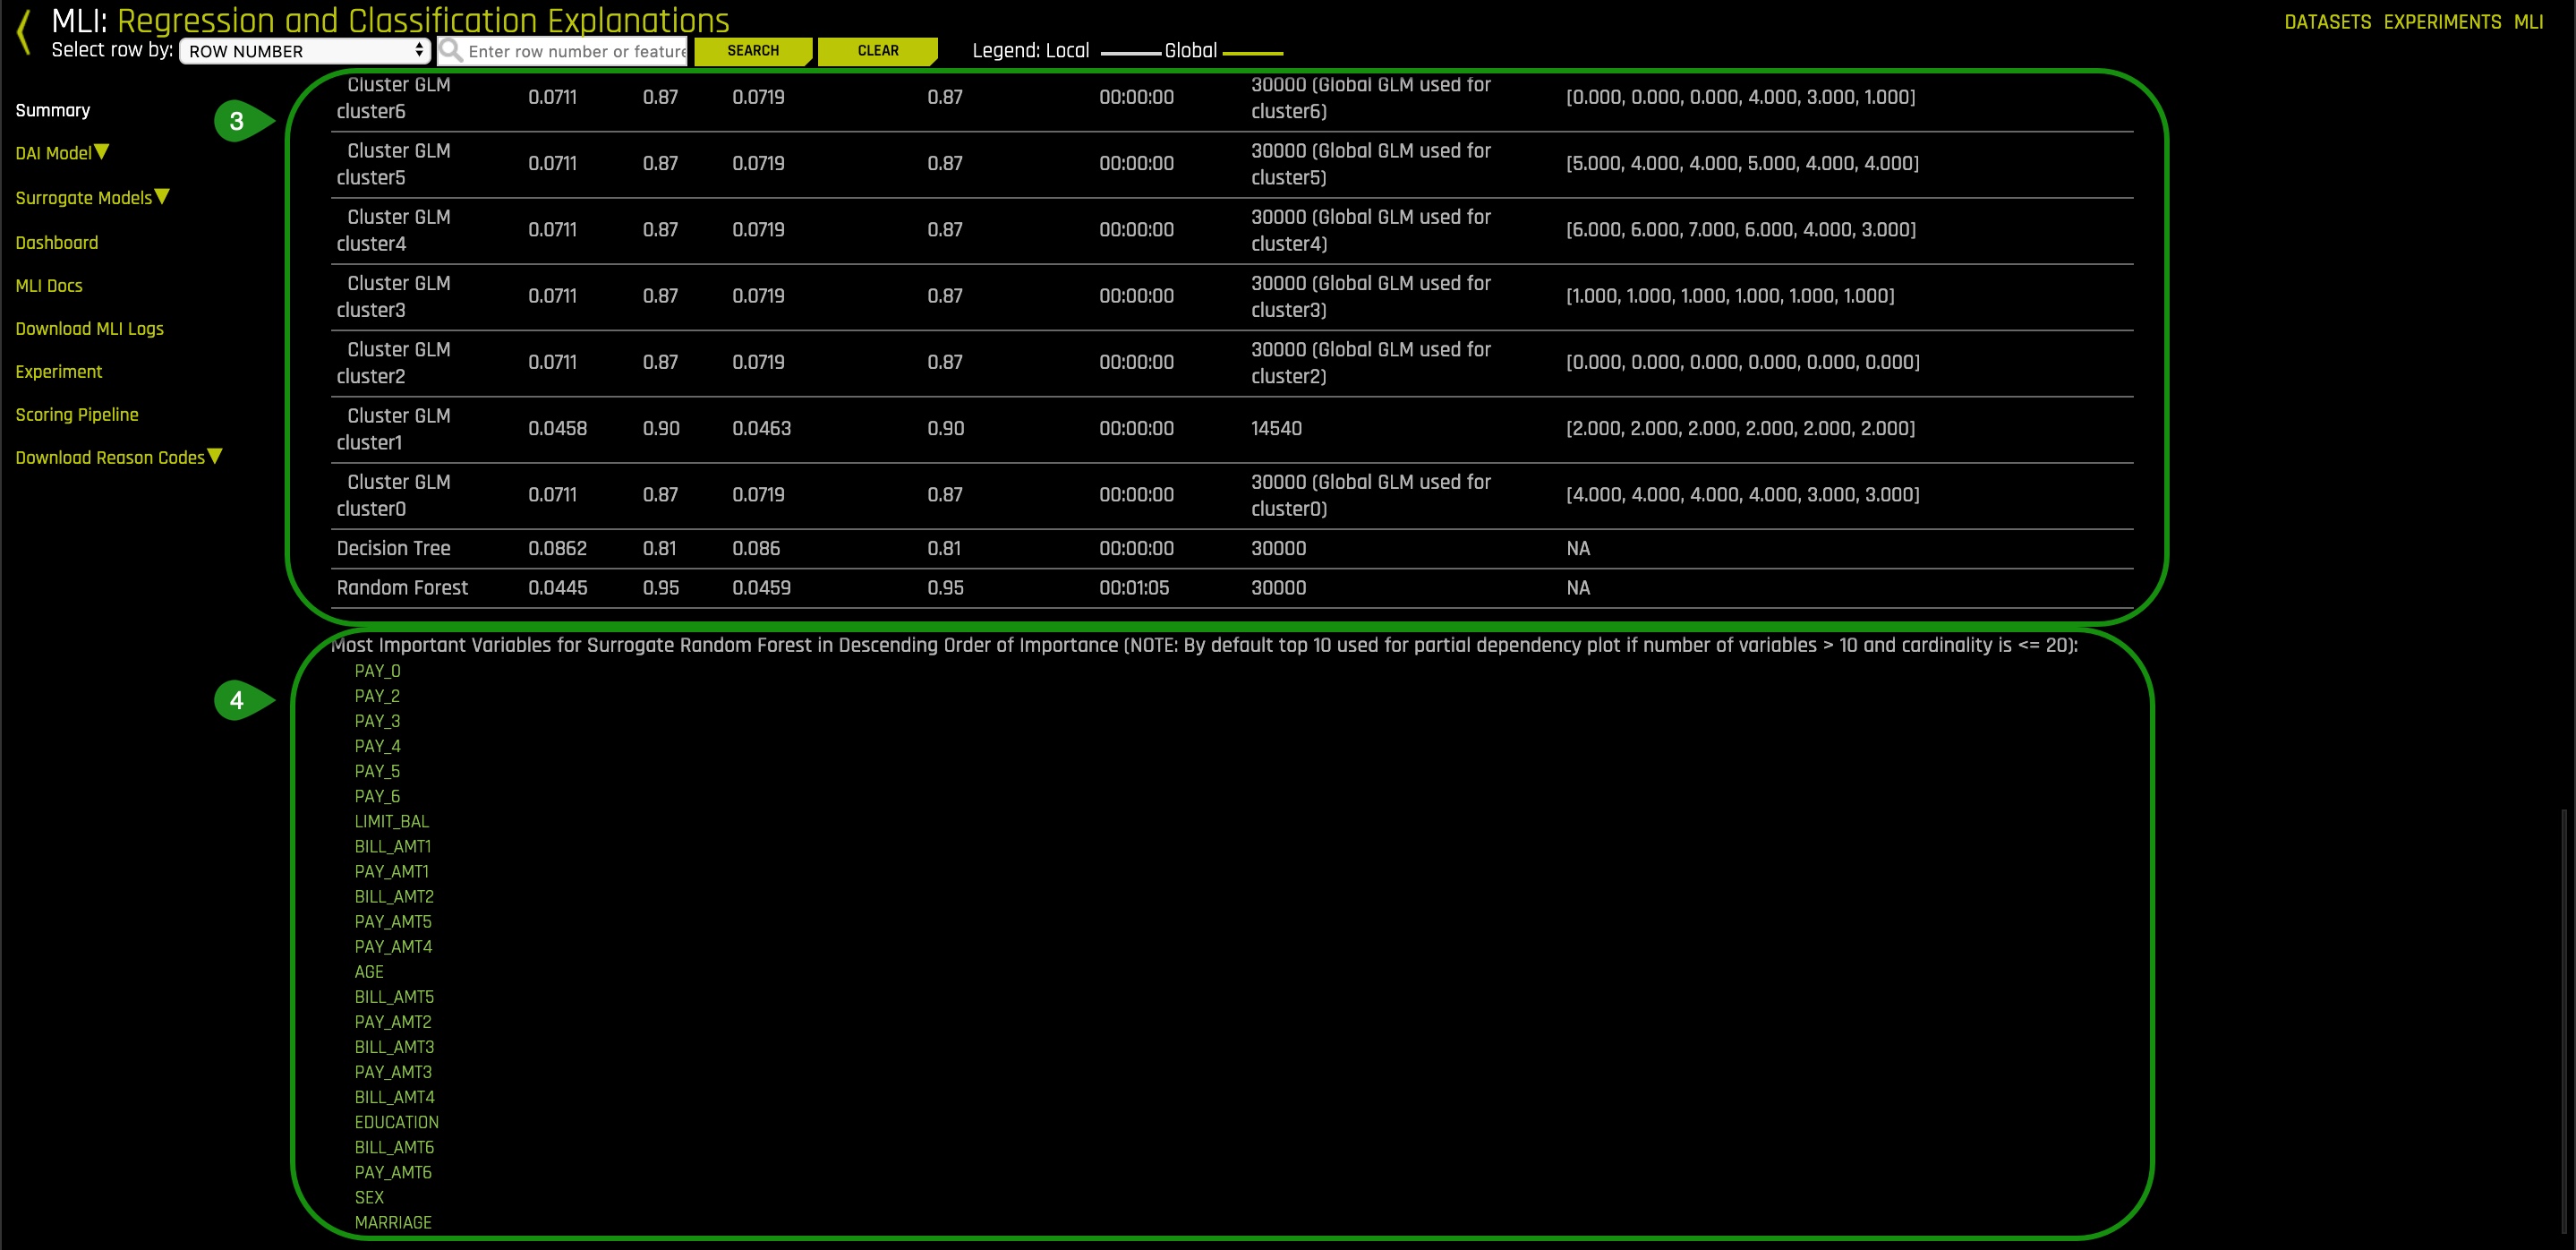 MLI: Regression and Classification Explanations
DATASETS EXPERIMENTS MLI
Select row by: ROW NUMBER Enter row number or feature SEARCH CLEAR Legend: Local Global
Summary
DAI Model
Surrogate Models
Dashboard
MLI Docs
Download MLI Logs
Experiment
Scoring Pipeline
Download Reason Codes
3
Cluster GLM cluster6 0.0711 0.87 0.0719 0.87 00:00:00 30000 (Global GLM used for cluster6) [0.000, 0.000, 0.000, 4.000, 3.000, 1.000]
Cluster GLM cluster5 0.0711 0.87 0.0719 0.87 00:00:00 30000 (Global GLM used for cluster5) [5.000, 4.000, 4.000, 5.000, 4.000, 4.000]
Cluster GLM cluster4 0.0711 0.87 0.0719 0.87 00:00:00 30000 (Global GLM used for cluster4) [6.000, 6.000, 7.000, 6.000, 4.000, 3.000]
Cluster GLM cluster3 0.0711 0.87 0.0719 0.87 00:00:00 30000 (Global GLM used for cluster3) [1.000, 1.000, 1.000, 1.000, 1.000, 1.000]
Cluster GLM cluster2 0.0711 0.87 0.0719 0.87 00:00:00 30000 (Global GLM used for cluster2) [0.000, 0.000, 0.000, 0.000, 0.000, 0.000]
Cluster GLM cluster1 0.0458 0.90 0.0463 0.90 00:00:00 14540 [2.000, 2.000, 2.000, 2.000, 2.000, 2.000]
Cluster GLM cluster0 0.0711 0.87 0.0719 0.87 00:00:00 30000 (Global GLM used for cluster0) [4.000, 4.000, 4.000, 4.000, 3.000, 3.000]
Decision Tree 0.0862 0.81 0.086 0.81 00:00:00 30000 NA
Random Forest 0.0445 0.95 0.0459 0.95 00:01:05 30000 NA
4
Most Important Variables for Surrogate Random Forest in Descending Order of Importance (NOTE: By default top 10 used for partial dependency plot if number of variables > 10 and cardinality is <= 20):
PAY_0
PAY_2
PAY_3
PAY_4
PAY_5
PAY_6
LIMIT_BAL
BILL_AMT1
PAY_AMT1
BILL_AMT2
PAY_AMT5
PAY_AMT4
AGE
BILL_AMT5
PAY_AMT2
BILL_AMT3
PAY_AMT3
BILL_AMT4
EDUCATION
BILL_AMT6
PAY_AMT6
SEX
MARRIAGE